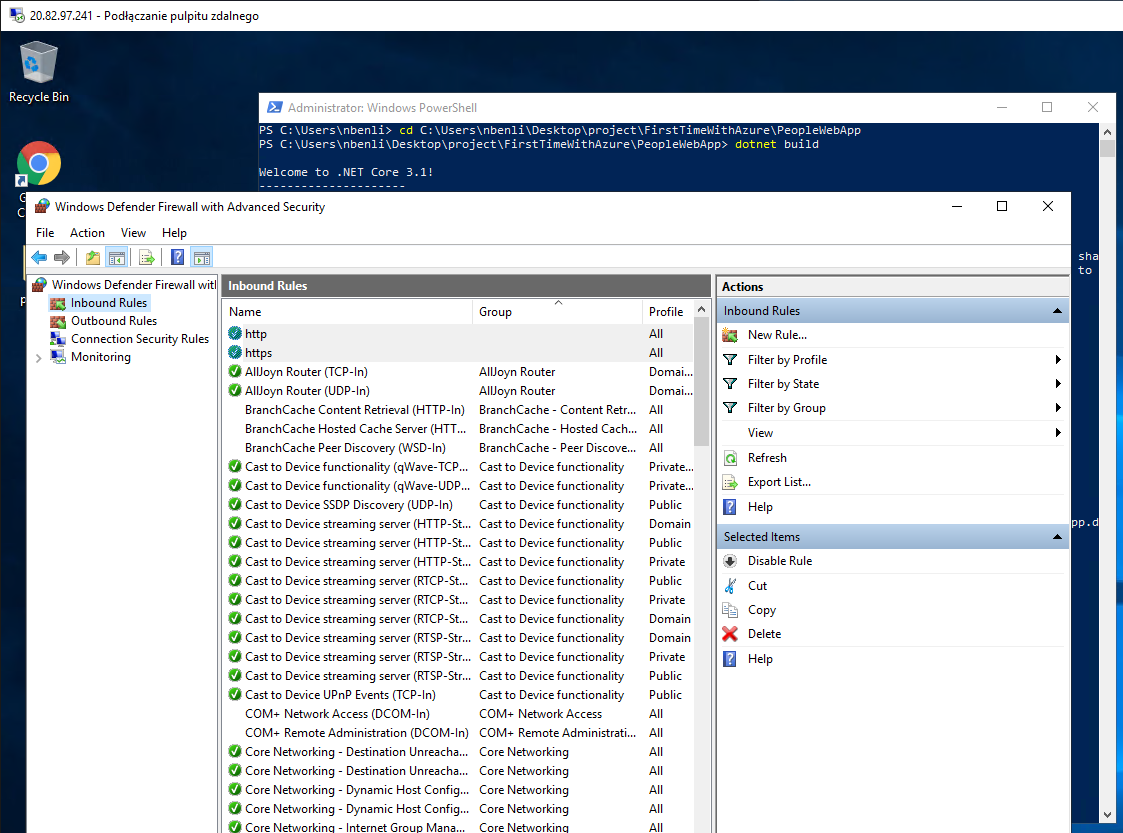 20.82.97.241 - Podłączanie pulpitu zdalnego
Recycle Bin
Administrator: Windows PowerShell
PS C:\Users\nbenli> cd C:\Users\nbenli\Desktop\project\FirstTimeWithAzure\PeopleWebApp
PS C:\Users\nbenli\Desktop\project\FirstTimeWithAzure\PeopleWebApp> dotnet build
Welcome to .NET Core 3.1!
---------------------
sha
to
pp.d
Windows Defender Firewall with Advanced Security
File Action View Help
Windows Defender Firewall with
Inbound Rules
Outbound Rules
Connection Security Rules
Monitoring
Inbound Rules
Name Group Profile
http All
https All
AllJoyn Router (TCP-In) AllJoyn Router Domai...
AllJoyn Router (UDP-In) AllJoyn Router Domai...
BranchCache Content Retrieval (HTTP-In) BranchCache - Content Retr... All
BranchCache Hosted Cache Server (HTT... BranchCache - Hosted Cach... All
BranchCache Peer Discovery (WSD-In) BranchCache - Peer Discove... All
Cast to Device functionality (qWave-TCP... Cast to Device functionality Private...
Cast to Device functionality (qWave-UDP... Cast to Device functionality Private...
Cast to Device SSDP Discovery (UDP-In) Cast to Device functionality Public
Cast to Device streaming server (HTTP-St... Cast to Device functionality Domain
Cast to Device streaming server (HTTP-St... Cast to Device functionality Public
Cast to Device streaming server (HTTP-St... Cast to Device functionality Private
Cast to Device streaming server (RTCP-St... Cast to Device functionality Public
Cast to Device streaming server (RTCP-St... Cast to Device functionality Private
Cast to Device streaming server (RTCP-St... Cast to Device functionality Domain
Cast to Device streaming server (RTSP-Str... Cast to Device functionality Domain
Cast to Device streaming server (RTSP-Str... Cast to Device functionality Private
Cast to Device streaming server (RTSP-Str... Cast to Device functionality Public
Cast to Device UPnP Events (TCP-In) Cast to Device functionality Public
COM+ Network Access (DCOM-In) COM+ Network Access All
COM+ Remote Administration (DCOM-In) COM+ Remote Administrati... All
Core Networking - Destination Unreacha... Core Networking All
Core Networking - Destination Unreacha... Core Networking All
Core Networking - Dynamic Host Config... Core Networking All
Core Networking - Dynamic Host Config... Core Networking All
Core Networking - Internet Group Mana... Core Networking All
Actions
Inbound Rules
New Rule...
Filter by Profile
Filter by State
Filter by Group
View
Refresh
Export List...
Help
Selected Items
Disable Rule
Cut
Copy
Delete
Help